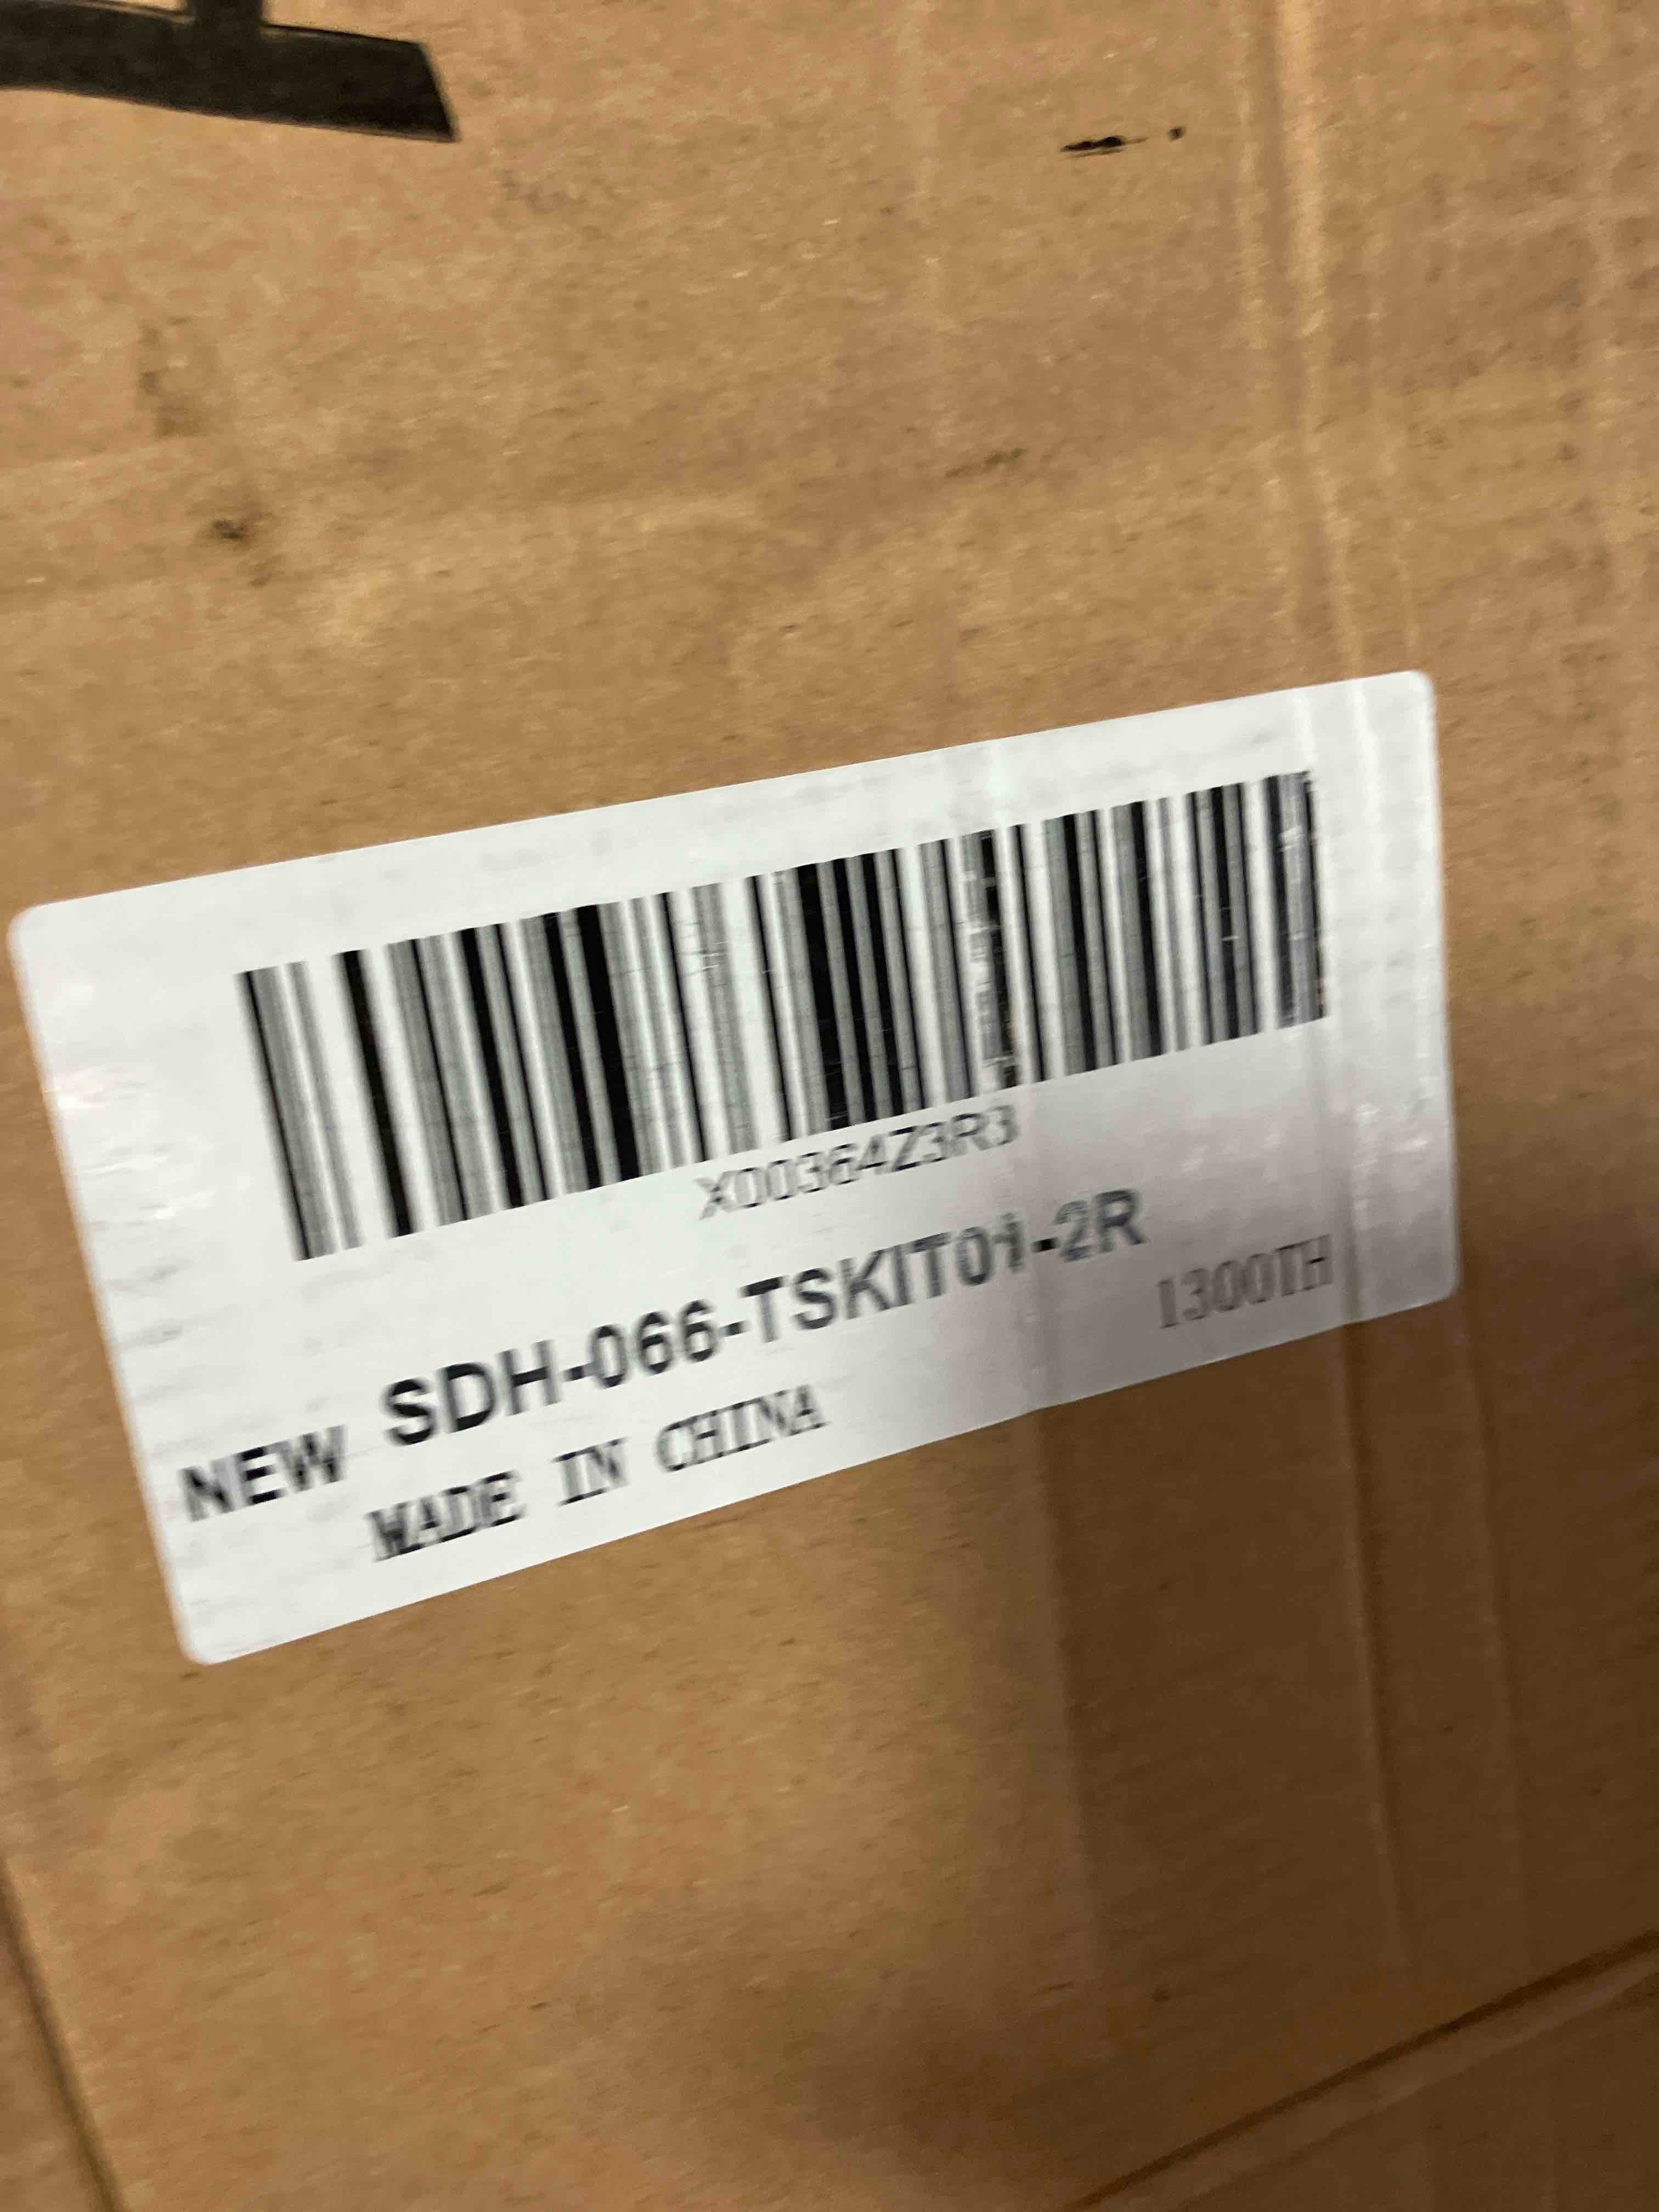 X00364Z3R3
NEW SDH-066-TSKIT01-2R
1300TH
MADE IN CHINA